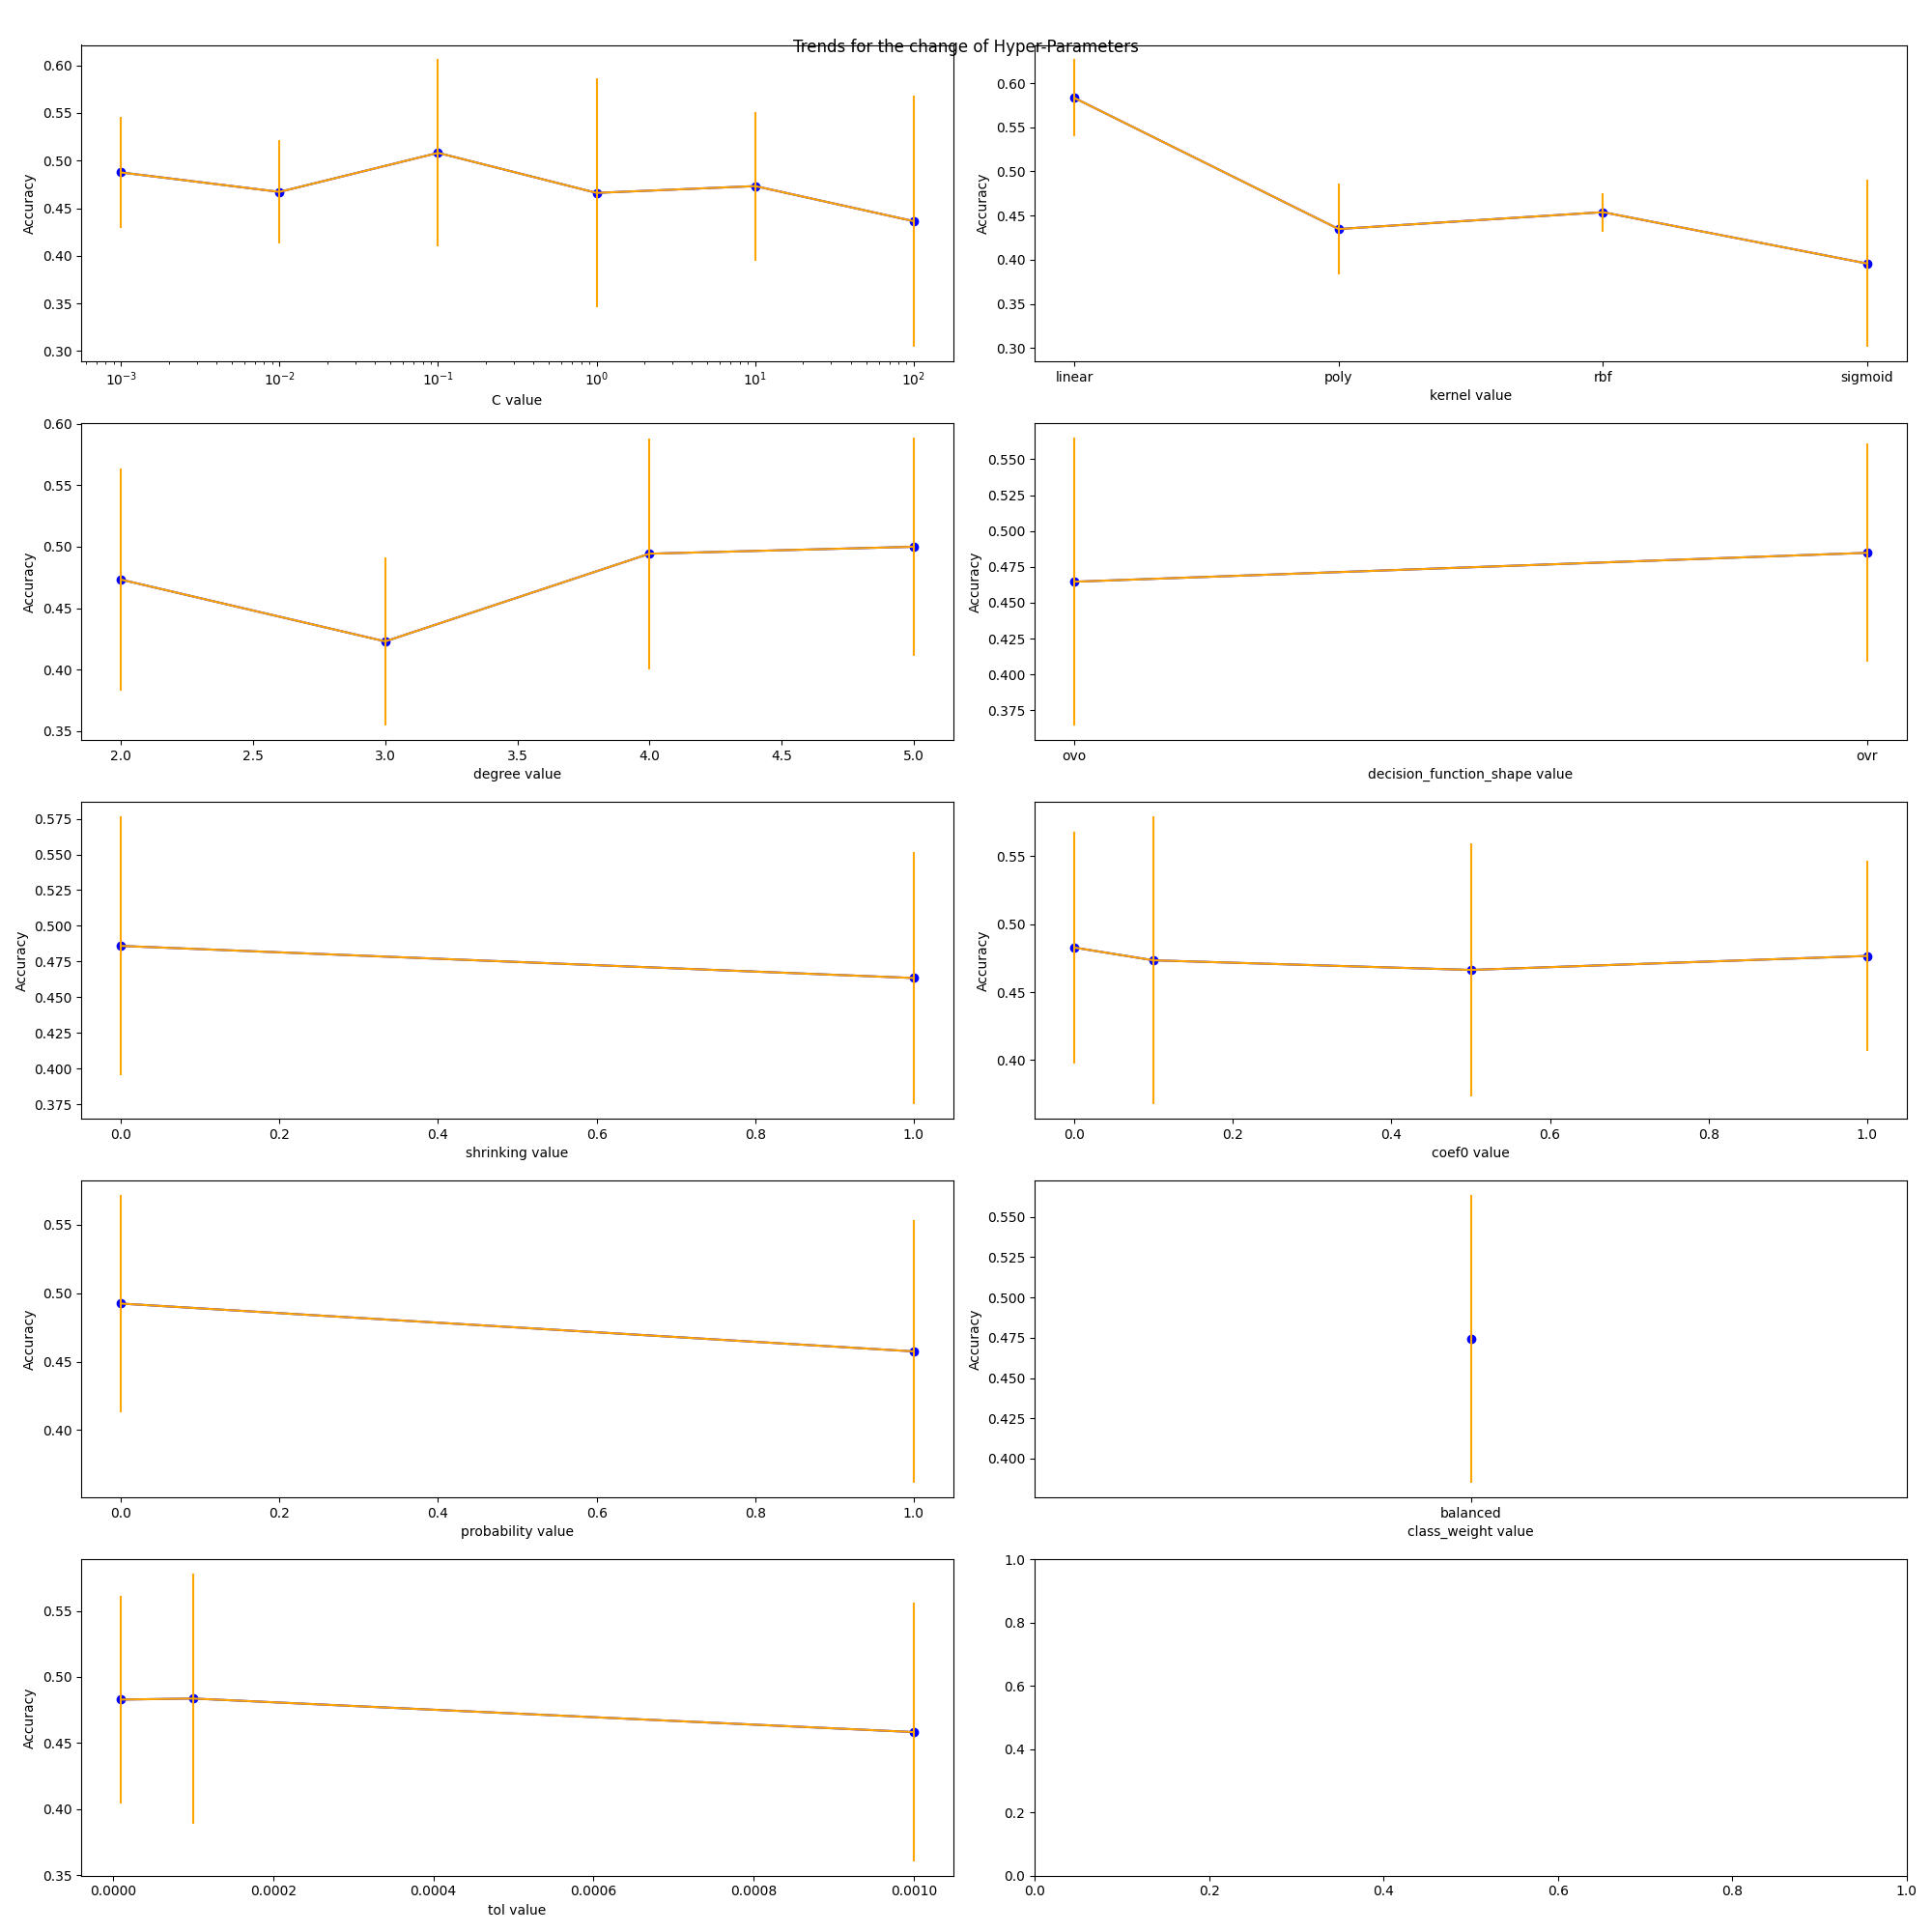 Trends for the change of Hyper-Parameters
Accuracy
0.60
0.55
0.50
0.45
0.40
0.35
0.30
10⁻³ 10⁻² 10⁻¹ 10⁰ 10¹ 10²
C value
Accuracy
0.60
0.55
0.50
0.45
0.40
0.35
0.30
linear poly rbf sigmoid
kernel value
Accuracy
0.60
0.55
0.50
0.45
0.40
0.35
2.0 2.5 3.0 3.5 4.0 4.5 5.0
degree value
Accuracy
0.550
0.525
0.500
0.475
0.450
0.425
0.400
0.375
ovo ovr
decision_function_shape value
Accuracy
0.575
0.550
0.525
0.500
0.475
0.450
0.425
0.400
0.375
0.0 0.2 0.4 0.6 0.8 1.0
shrinking value
Accuracy
0.55
0.50
0.45
0.40
0.0 0.2 0.4 0.6 0.8 1.0
coef0 value
Accuracy
0.55
0.50
0.45
0.40
0.0 0.2 0.4 0.6 0.8 1.0
probability value
Accuracy
0.550
0.525
0.500
0.475
0.450
0.425
0.400
balanced
class_weight value
Accuracy
0.55
0.50
0.45
0.40
0.35
0.0000 0.0002 0.0004 0.0006 0.0008 0.0010
tol value
1.0
0.8
0.6
0.4
0.2
0.0
0.0 0.2 0.4 0.6 0.8 1.0